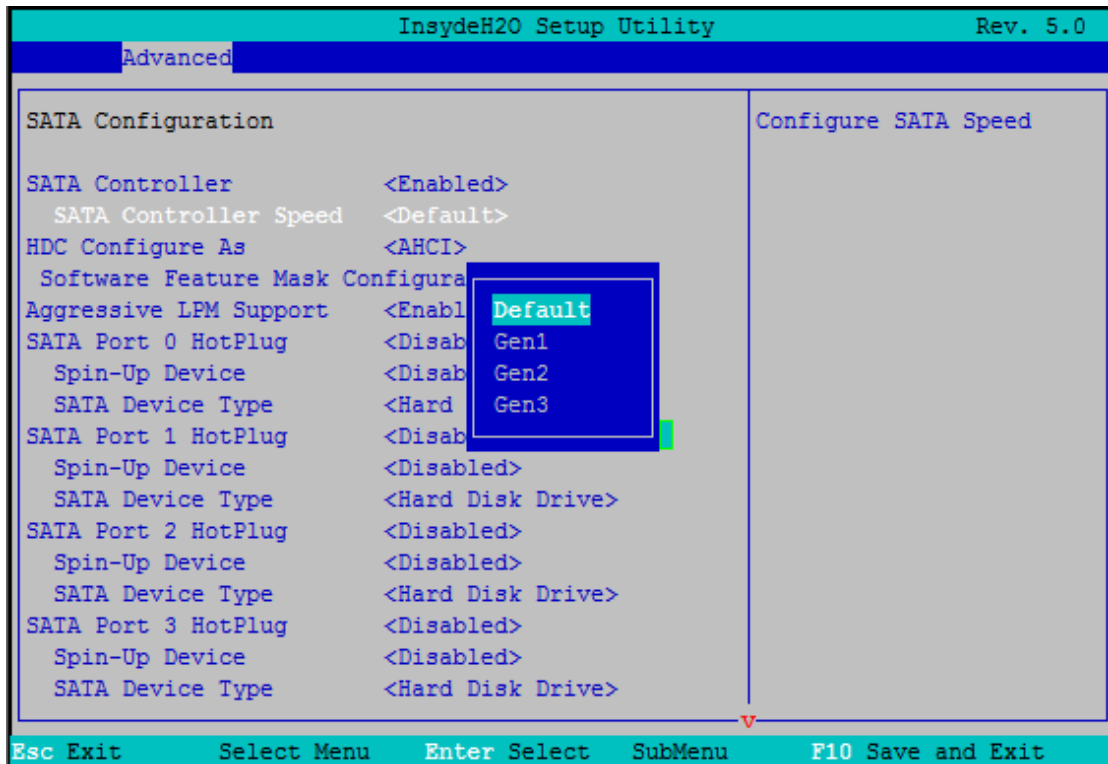 InsydeH2O Setup Utility Rev. 5.0
Advanced
SATA Configuration
Configure SATA Speed
SATA Controller <Enabled>
SATA Controller Speed <Default>
HDC Configure As <AHCI>
Software Feature Mask Configura
Aggressive LPM Support <Enabl
Default
SATA Port 0 HotPlug <Disab
Gen1
Spin-Up Device <Disab
Gen2
SATA Device Type <Hard
Gen3
SATA Port 1 HotPlug <Disab
Spin-Up Device <Disabled>
SATA Device Type <Hard Disk Drive>
SATA Port 2 HotPlug <Disabled>
Spin-Up Device <Disabled>
SATA Device Type <Hard Disk Drive>
SATA Port 3 HotPlug <Disabled>
Spin-Up Device <Disabled>
SATA Device Type <Hard Disk Drive>
v
Esc Exit Select Menu Enter Select SubMenu F10 Save and Exit